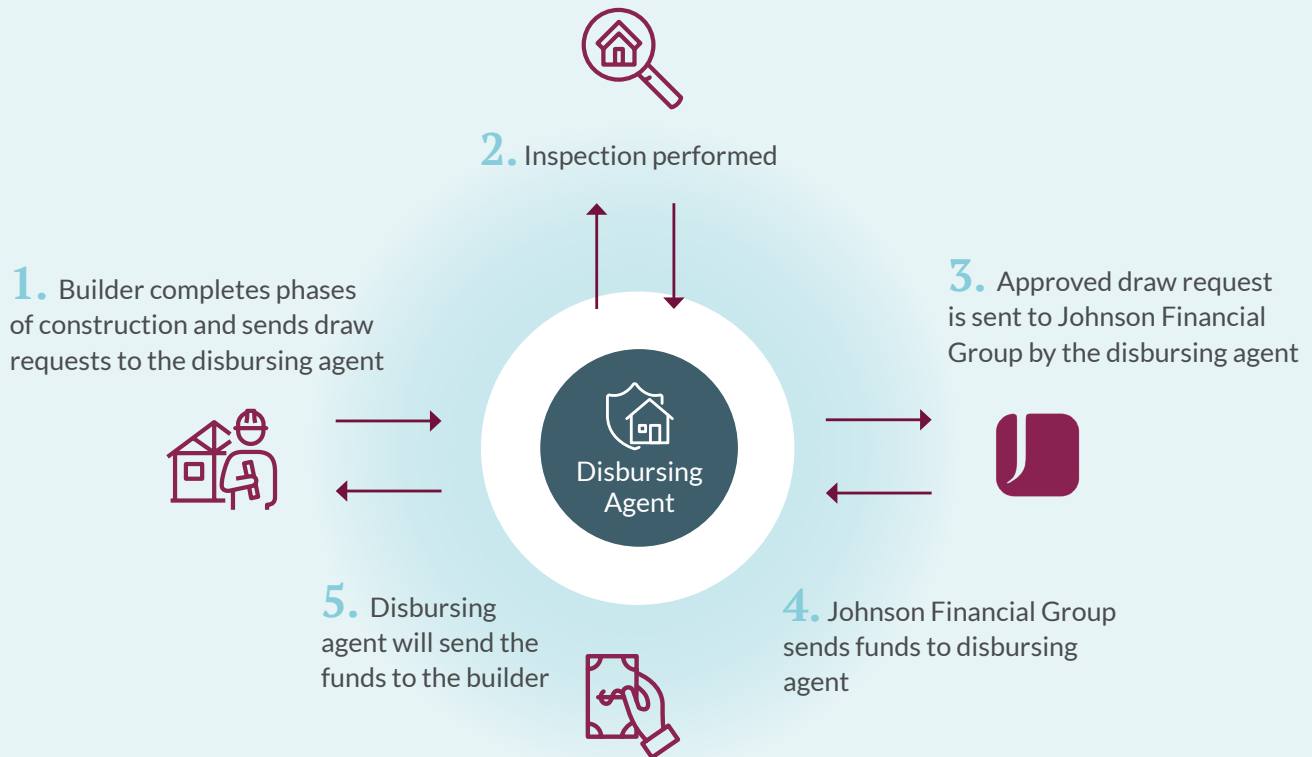 2. Inspection performed
1. Builder completes phases
of construction and sends draw
requests to the disbursing agent
3. Approved draw request
is sent to Johnson Financial
Group by the disbursing agent
Disbursing
Agent
5. Disbursing
agent will send the
funds to the builder
4. Johnson Financial Group
sends funds to disbursing
agent